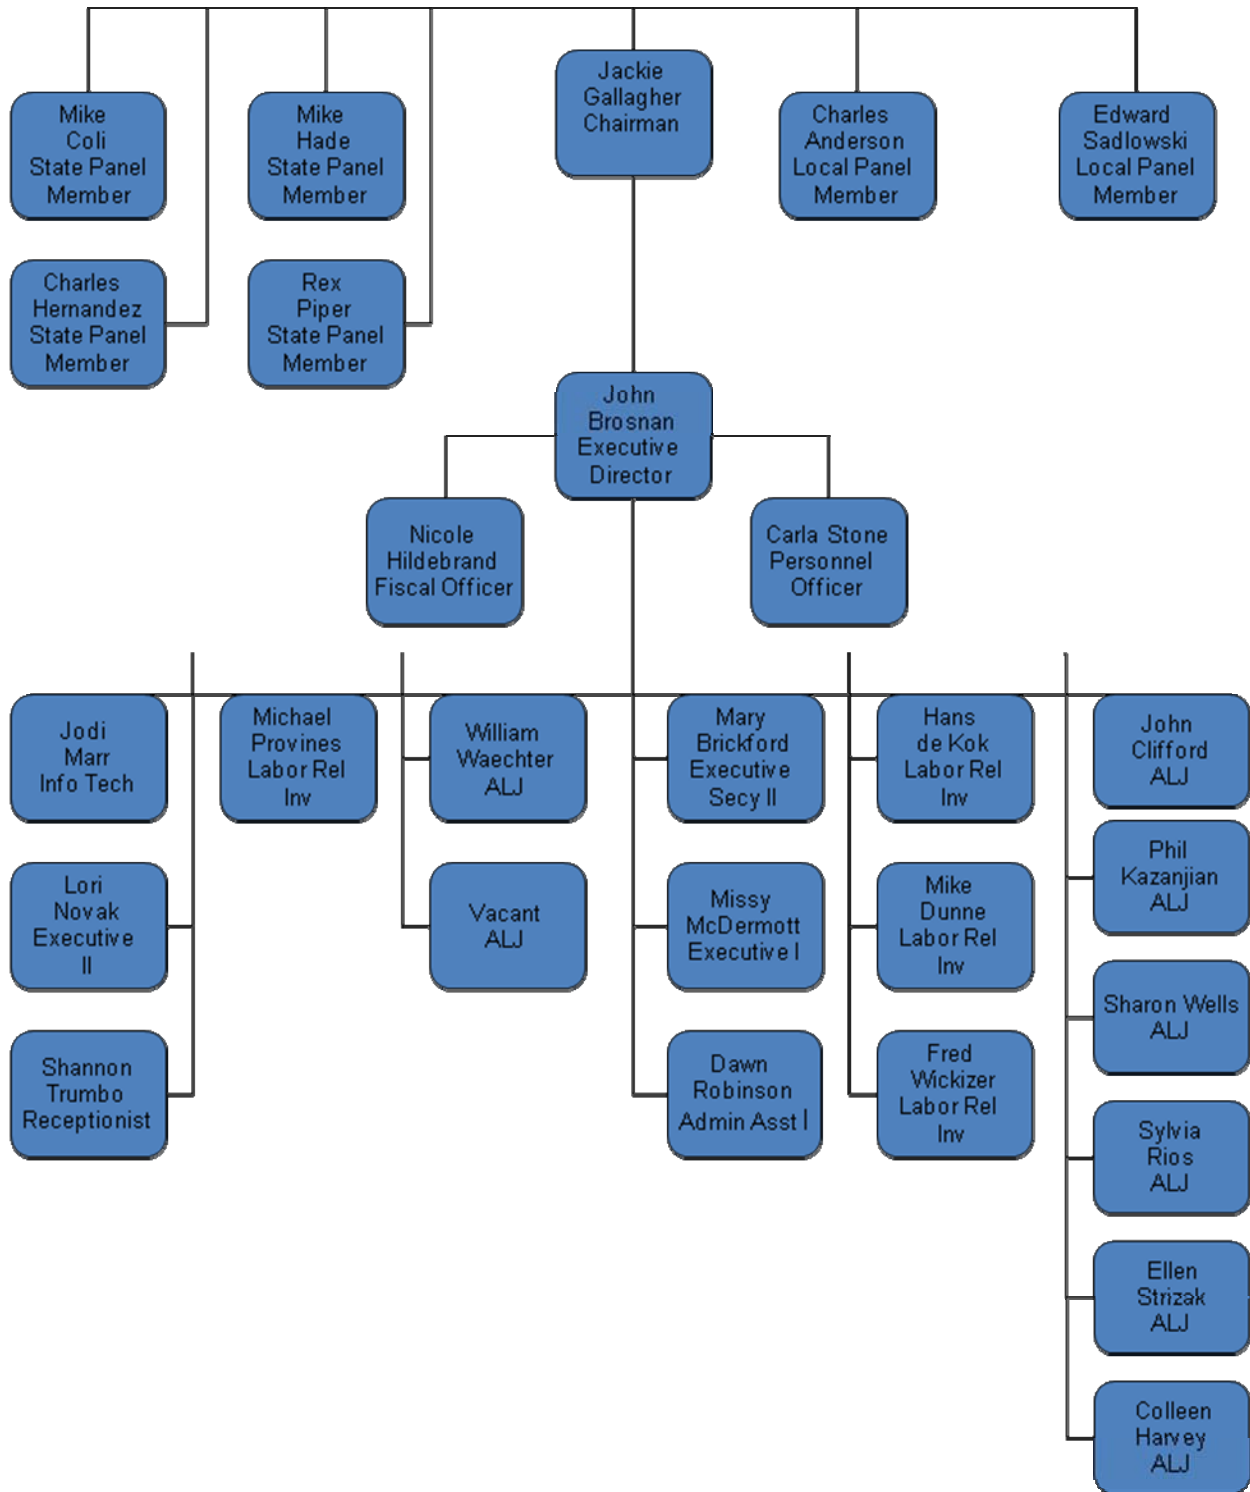 Jackie
Gallagher
Chairman
Mike
Coli
State Panel
Member
Mike
Hade
State Panel
Member
Charles
Anderson
Local Panel
Member
Edward
Sadlowski
Local Panel
Member
Charles
Hernandez
State Panel
Member
Rex
Piper
State Panel
Member
John
Brosnan
Executive
Director
Nicole
Hildebrand
Fiscal Officer
Carla Stone
Personnel
Officer
Jodi
Marr
Info Tech
Michael
Provines
Labor Rel
Inv
William
Waechter
ALJ
Mary
Brickford
Executive
Secy II
Hans
de Kok
Labor Rel
Inv
John
Clifford
ALJ
Phil
Kazanjian
ALJ
Lori
Novak
Executive
II
Vacant
ALJ
Missy
McDermott
Executive I
Mike
Dunne
Labor Rel
Inv
Sharon Wells
ALJ
Shannon
Trumbo
Receptionist
Dawn
Robinson
Admin Asst I
Fred
Wickizer
Labor Rel
Inv
Sylvia
Rios
ALJ
Ellen
Strizak
ALJ
Colleen
Harvey
ALJ